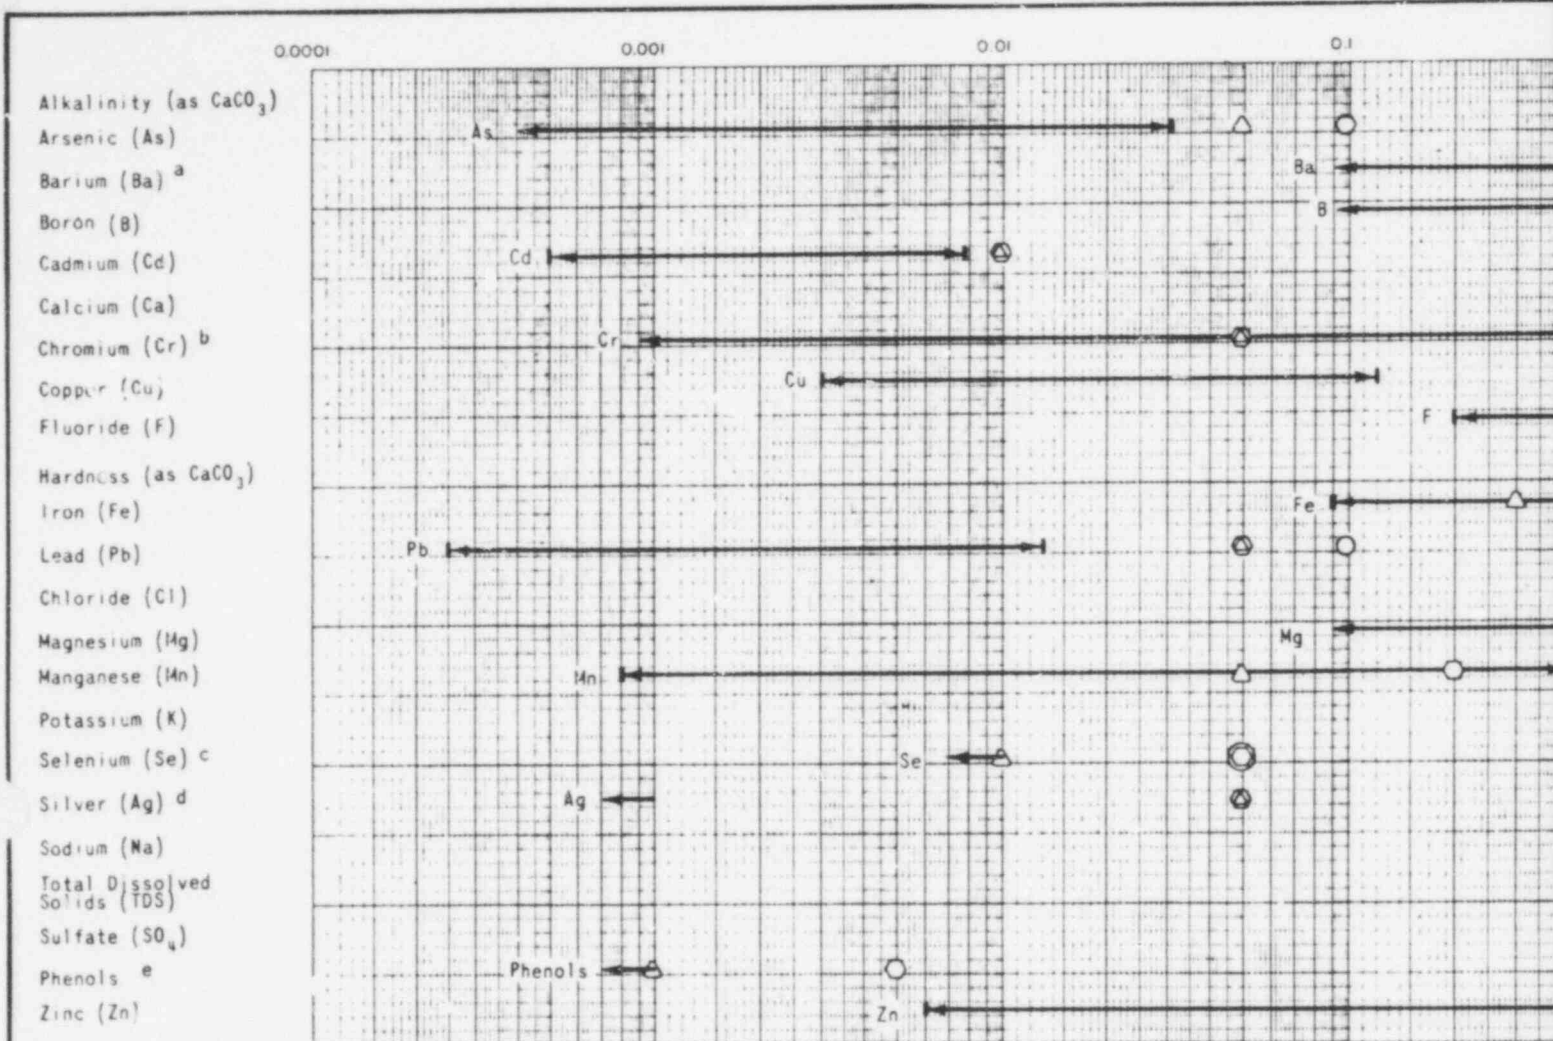 0.0001 0.001 0.01 0.1
Alkalinity (as CaCO3)
Arsenic (As) As
Barium (Ba) a Ba
Boron (B) B
Cadmium (Cd) Cd
Calcium (Ca)
Chromium (Cr) b Cr
Copper (Cu) Cu
Fluoride (F) F
Hardness (as CaCO3)
Iron (Fe) Fe
Lead (Pb) Pb
Chloride (Cl)
Magnesium (Mg) Mg
Manganese (Mn) Mn
Potassium (K)
Selenium (Se) c Se
Silver (Ag) d Ag
Sodium (Na)
Total Dissolved
Solids (TDS)
Sulfate (SO4)
Phenols e Phenols
Zinc (Zn) Zn